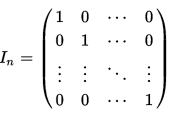 I_n = ( 1 0 ⋯ 0
0 1 ⋯ 0
⋮ ⋮ ⋱ ⋮
0 0 ⋯ 1 )